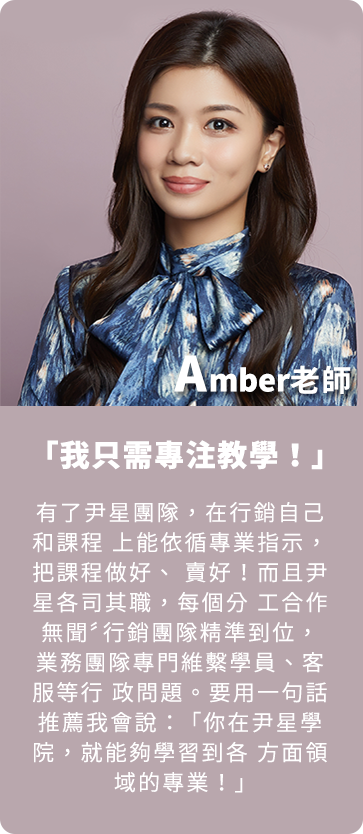 Amber老師
「我只需專注教學！」
有了尹星團隊，在行銷自己
和課程 上能依循專業指示，
把課程做好、 賣好！而且尹
星各司其職，每個分 工合作
無聞〞行銷團隊精準到位，
業務團隊專門維繫學員、客
服等行 政問題。要用一句話
推薦我會說：「你在尹星學
院，就能夠學習到各 方面領
域的專業！」